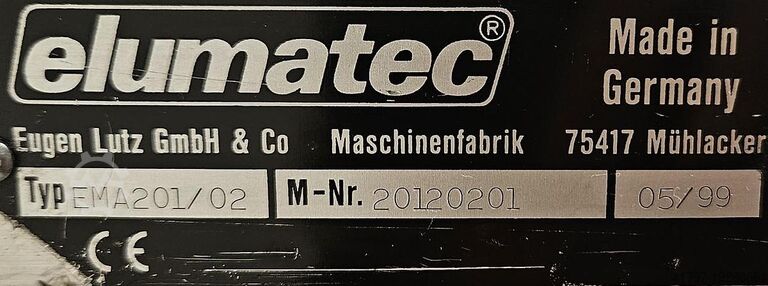 elumatec®
Made in
Germany
Eugen Lutz GmbH & Co Maschinenfabrik 75417 Mühlacker
Typ EMA201/02 M-Nr. 20120201 05/99
CE